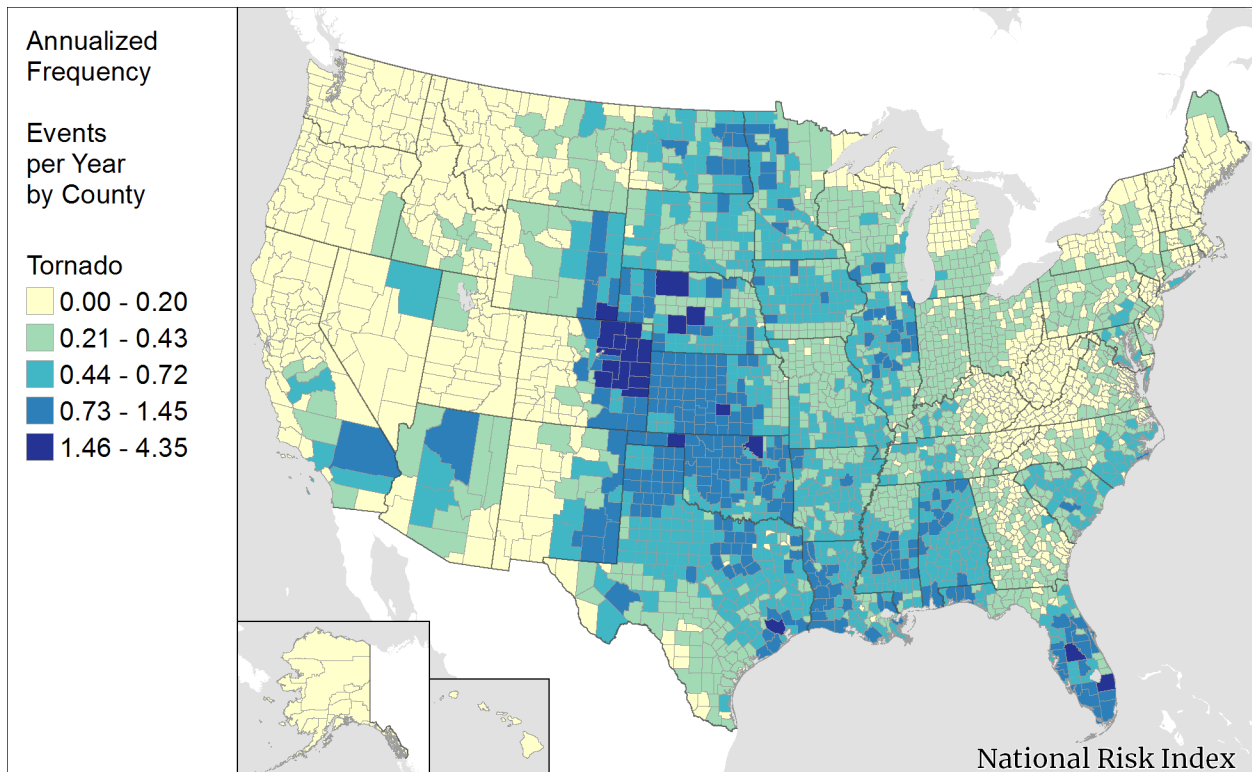 Annualized
Frequency
Events
per Year
by County
Tornado
0.00 - 0.20
0.21 - 0.43
0.44 - 0.72
0.73 - 1.45
1.46 - 4.35
National Risk Index